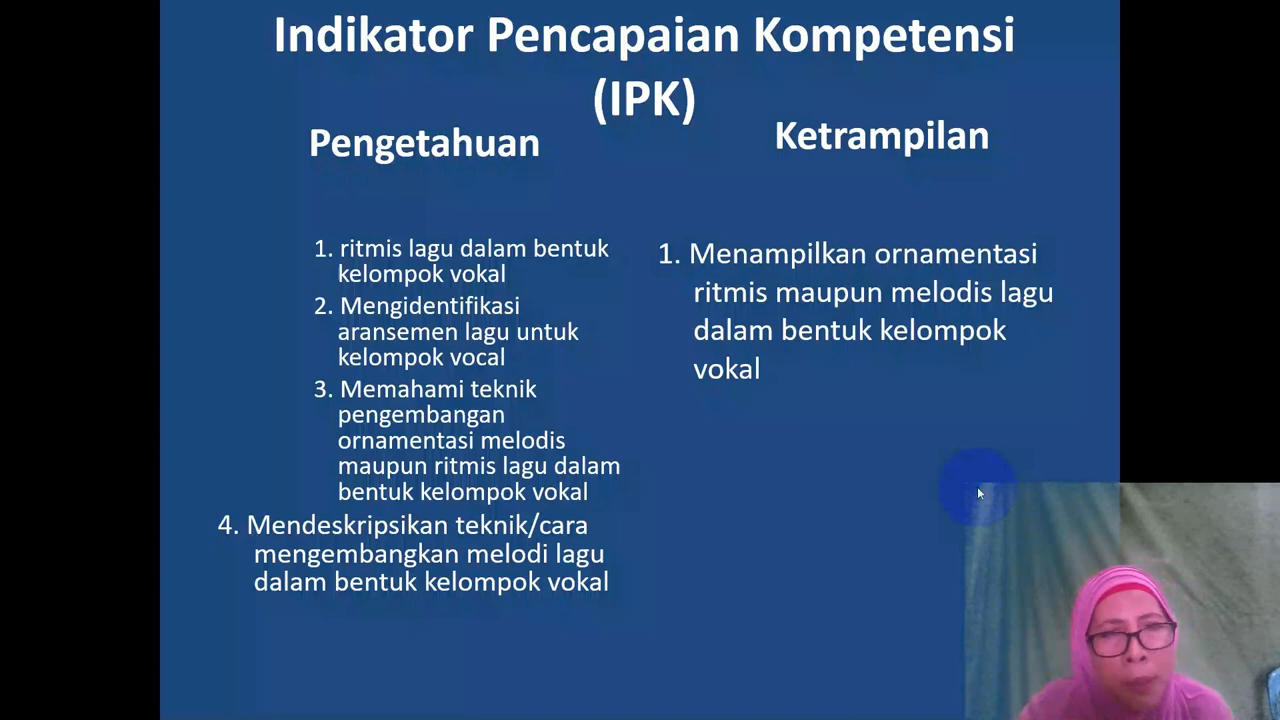 Indikator Pencapaian Kompetensi
(IPK)
Pengetahuan
1. ritmis lagu dalam bentuk
kelompok vokal
2. Mengidentifikasi
aransemen lagu untuk
kelompok vocal
3. Memahami teknik
pengembangan
ornamentasi melodis
maupun ritmis lagu dalam
bentuk kelompok vokal
4. Mendeskripsikan teknik/cara
mengembangkan melodi lagu
dalam bentuk kelompok vokal
Ketrampilan
1. Menampilkan ornamentasi
ritmis maupun melodis lagu
dalam bentuk kelompok
vokal